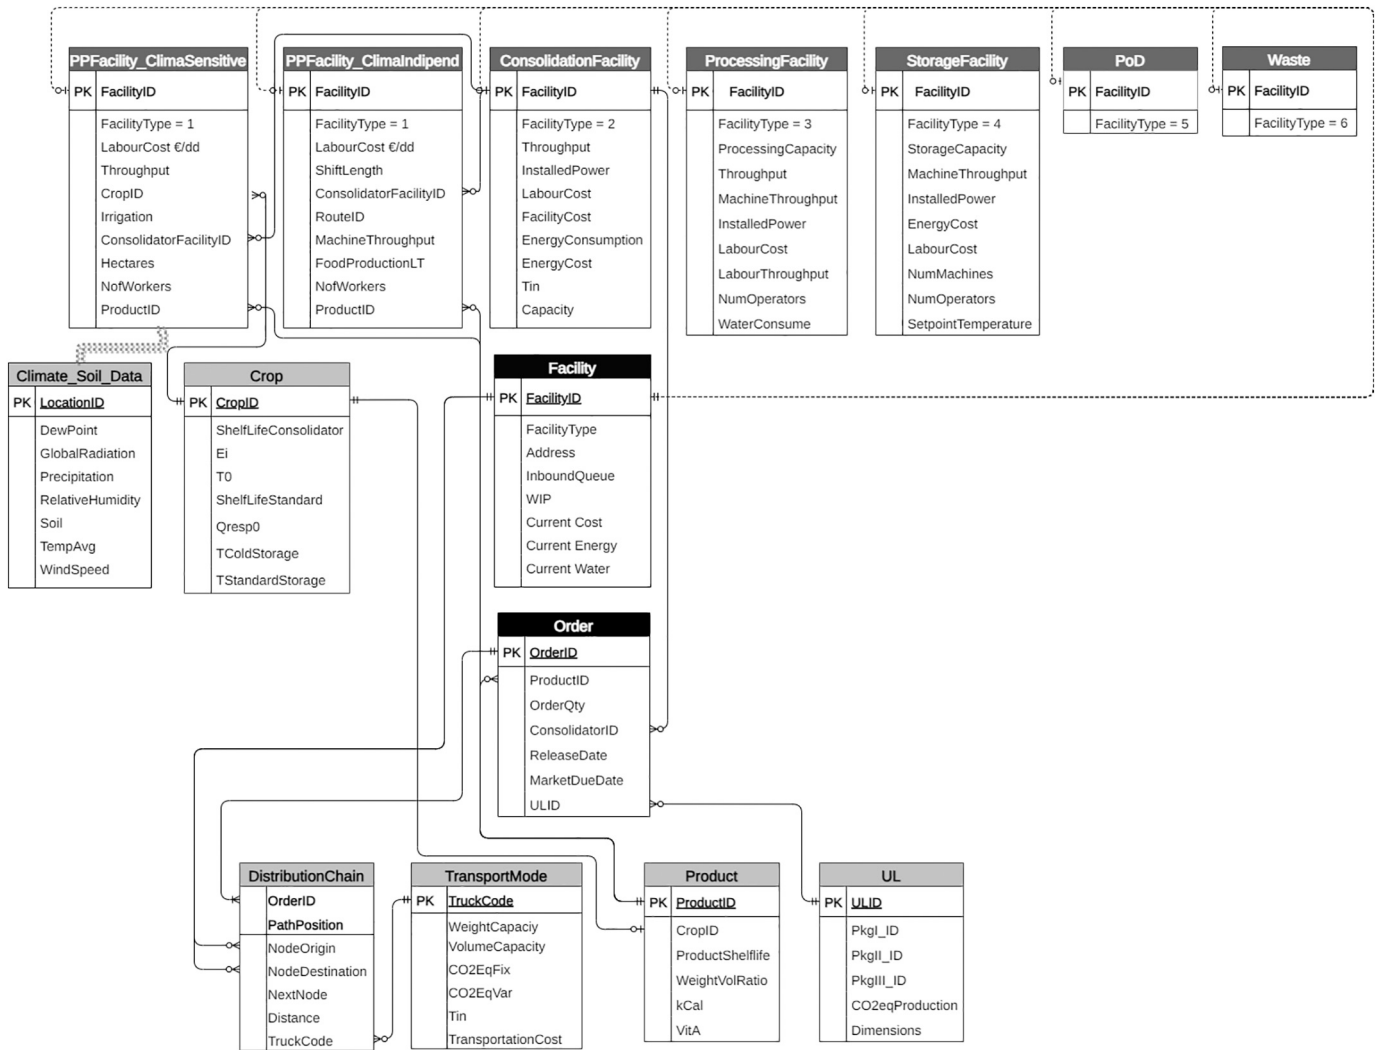 PPFacility_ClimaSensitive
PK FacilityID
FacilityType = 1
LabourCost €/dd
Throughput
CropID
Irrigation
ConsolidatorFacilityID
Hectares
NofWorkers
ProductID
PPFacility_ClimaIndipend
FacilityID
FacilityType = 1
LabourCost €/dd
ShiftLength
ConsolidatorFacilityID
RouteID
MachineThroughput
FoodProductionLT
NofWorkers
ProductID
ConsolidationFacility
PK FacilityID
FacilityType = 2
Throughput
InstalledPower
LabourCost
FacilityCost
EnergyConsumption
EnergyCost
Tin
Capacity
ProcessingFacility
PK FacilityID
FacilityType = 3
ProcessingCapacity
Throughput
MachineThroughput
InstalledPower
LabourCost
LabourThroughput
NumOperators
WaterConsume
StorageFacility
PK FacilityID
FacilityType = 4
StorageCapacity
MachineThroughput
InstalledPower
EnergyCost
LabourCost
NumMachines
NumOperators
SetpointTemperature
PoD
PK FacilityID
FacilityType = 5
Waste
PK FacilityID
FacilityType = 6
Climate_Soil_Data
PK LocationID
DewPoint
GlobalRadiation
Precipitation
RelativeHumidity
Soil
TempAvg
WindSpeed
Crop
PK CropID
ShelfLifeConsolidator
Ei
T0
ShelfLifeStandard
Qresp0
TColdStorage
TStandardStorage
Facility
PK FacilityID
FacilityType
Address
InboundQueue
WIP
Current Cost
Current Energy
Current Water
Order
PK OrderID
ProductID
OrderQty
ConsolidatorID
ReleaseDate
MarketDueDate
ULID
DistributionChain
OrderID
PathPosition
NodeOrigin
NodeDestination
NextNode
Distance
TruckCode
TransportMode
PK TruckCode
WeightCapaciy
VolumeCapacity
CO2EqFix
CO2EqVar
Tin
TransportationCost
Product
PK ProductID
CropID
ProductShelflife
WeightVolRatio
kCal
VitA
UL
PK ULID
PkgI_ID
PkgII_ID
PkgIII_ID
CO2eqProduction
Dimensions